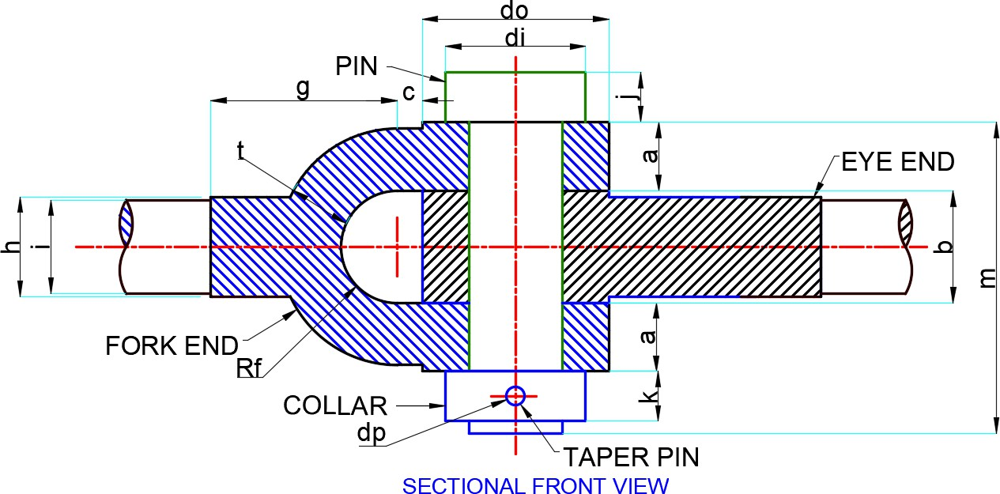 do
di
PIN
g
c
j
t
a
EYE END
h
i
b
m
FORK END
Rf
a
COLLAR
k
dp
TAPER PIN
SECTIONAL FRONT VIEW